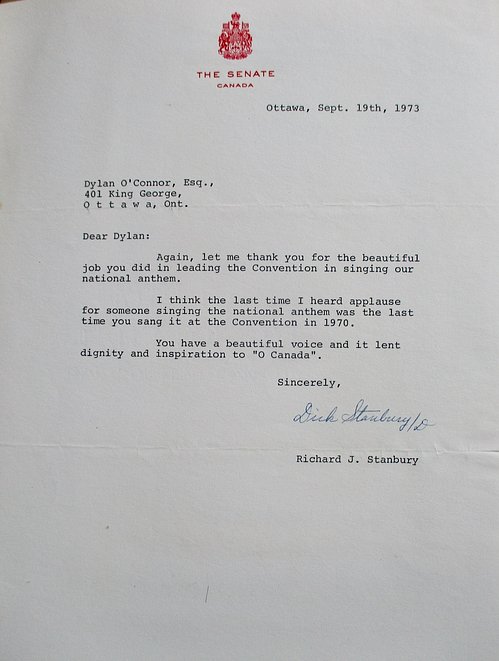 THE SENATE
CANADA
Ottawa, Sept. 19th, 1973
Dylan O'Connor, Esq.,
401 King George,
O t t a w a, Ont.
Dear Dylan:
Again, let me thank you for the beautiful
job you did in leading the Convention in singing our
national anthem.
I think the last time I heard applause
for someone singing the national anthem was the last
time you sang it at the Convention in 1970.
You have a beautiful voice and it lent
dignity and inspiration to "O Canada".
Sincerely,
Dick Stanbury/D
Richard J. Stanbury